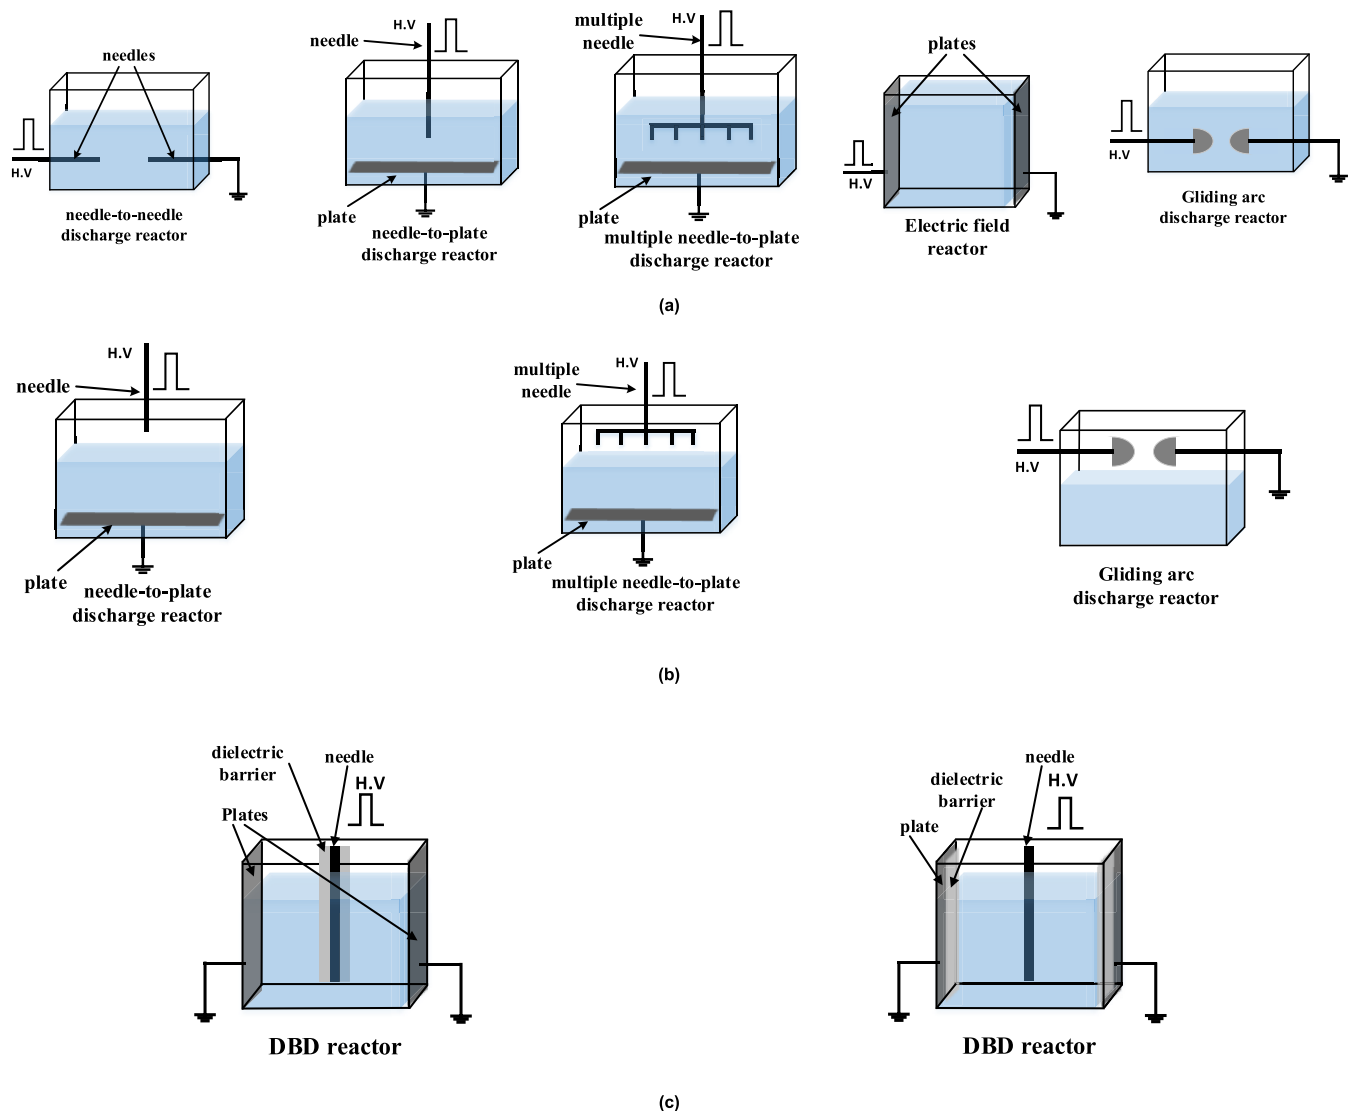 needles
H.V
needle-to-needle
discharge reactor
H.V
needle
plate
needle-to-plate
discharge reactor
multiple
needle
H.V
plate
multiple needle-to-plate
discharge reactor
plates
H.V
Electric field
reactor
H.V
Gliding arc
discharge reactor
(a)
H.V
needle
plate
needle-to-plate
discharge reactor
H.V
multiple
needle
plate
multiple needle-to-plate
discharge reactor
H.V
Gliding arc
discharge reactor
(b)
dielectric
barrier
needle
H.V
Plates
DBD reactor
needle
H.V
dielectric
barrier
plate
DBD reactor
(c)